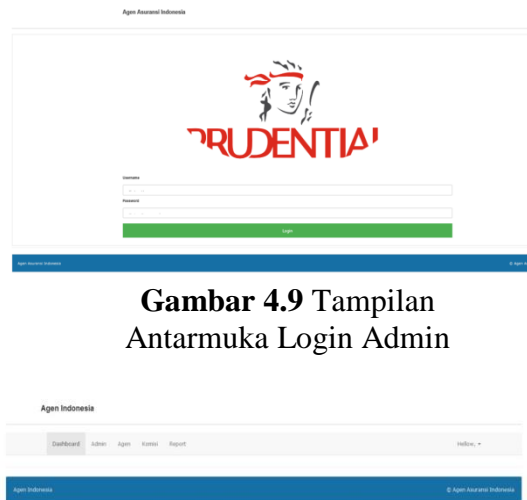 Agen Asuransi Indonesia
PRUDENTIAL
Username
Password
Login
Agen Asuransi Indonesia
© Agen A
Gambar 4.9 Tampilan
Antarmuka Login Admin
Agen Indonesia
Dashboard Admin Agen Komisi Report Hellow,
Agen Indonesia © Agen Asuransi Indonesia